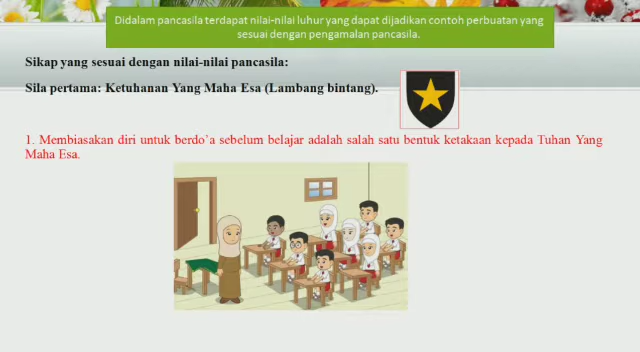 Didalam pancasila terdapat nilai-nilai luhur yang dapat dijadikan contoh perbuatan yang
sesuai dengan pengamalan pancasila.
Sikap yang sesuai dengan nilai-nilai pancasila:
Sila pertama: Ketuhanan Yang Maha Esa (Lambang bintang).
1. Membiasakan diri untuk berdo’a sebelum belajar adalah salah satu bentuk ketakaan kepada Tuhan Yang
Maha Esa.